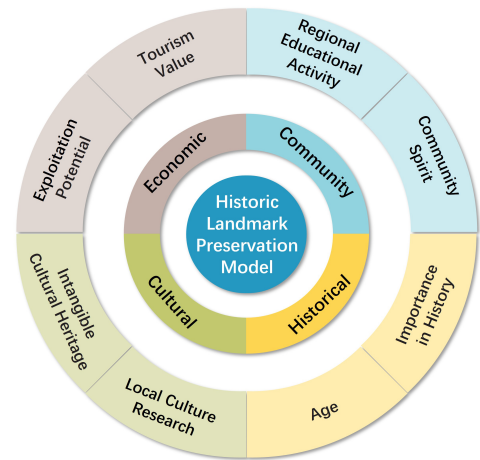 Tourism
Value
Regional
Educational
Activity
Exploitation
Potential
Community
Spirit
Economic
Community
Historic
Landmark
Preservation
Model
Cultural
Historical
Intangible
Cultural Heritage
Importance
in History
Local Culture
Research
Age